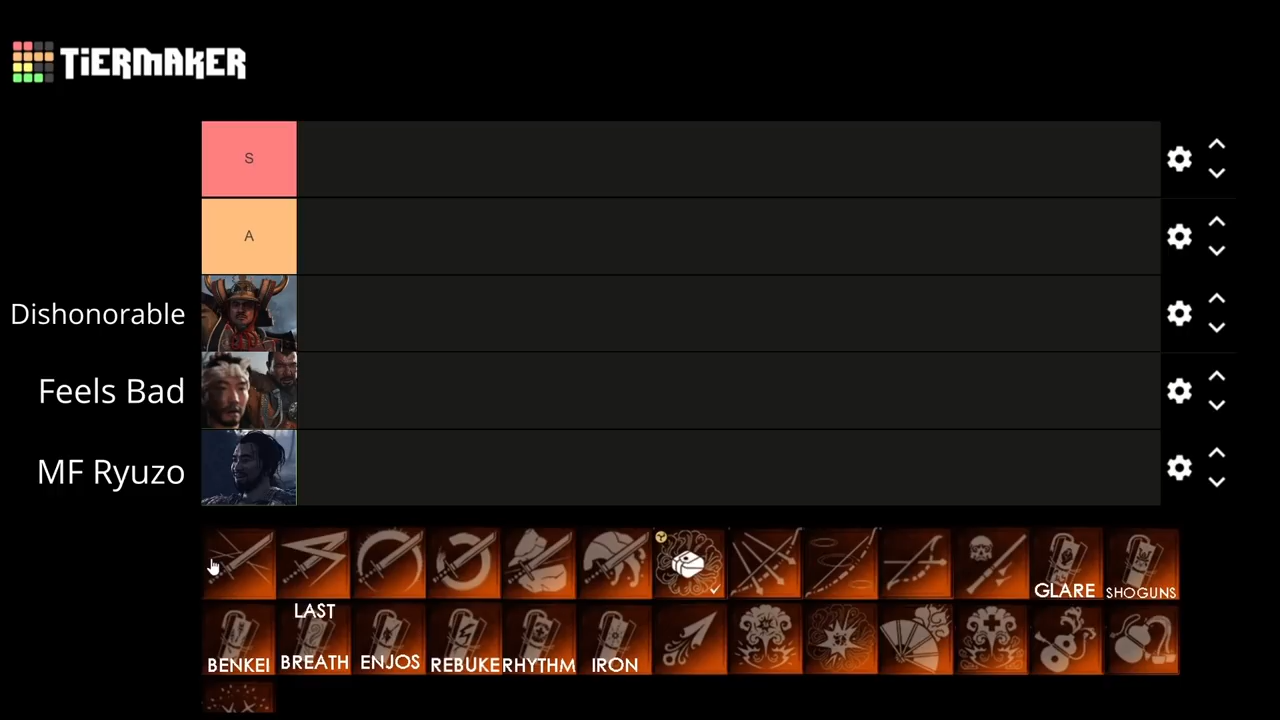 TiERMAKER
S
A
Dishonorable
Feels Bad
MF Ryuzo
GLARE
SHOGUNS
BENKEI
LAST
BREATH
ENJOS
REBUKE
RHYTHM
IRON